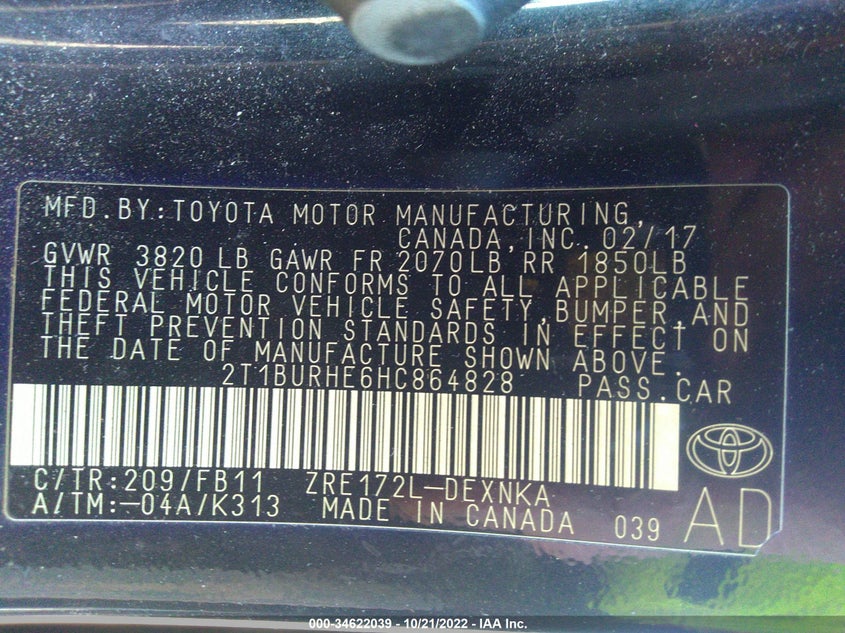 MFD.BY:TOYOTA MOTOR MANUFACTURING,
CANADA,INC. 02/17
GVWR 3820 LB GAWR FR 2070LB RR 1850LB
THIS VEHICLE CONFORMS TO ALL APPLICABLE
FEDERAL MOTOR VEHICLE SAFETY,BUMPER,AND
THEFT PREVENTION STANDARDS IN EFFECT ON
THE DATE OF MANUFACTURE SHOWN ABOVE.
2T1BURHE6HC864828 PASS.CAR
C/TR:209/FB11 ZRE172L-DEXNKA
A/TM:-04A/K313 MADE IN CANADA 039 AD
000-34622039 - 10/21/2022 - IAA Inc.